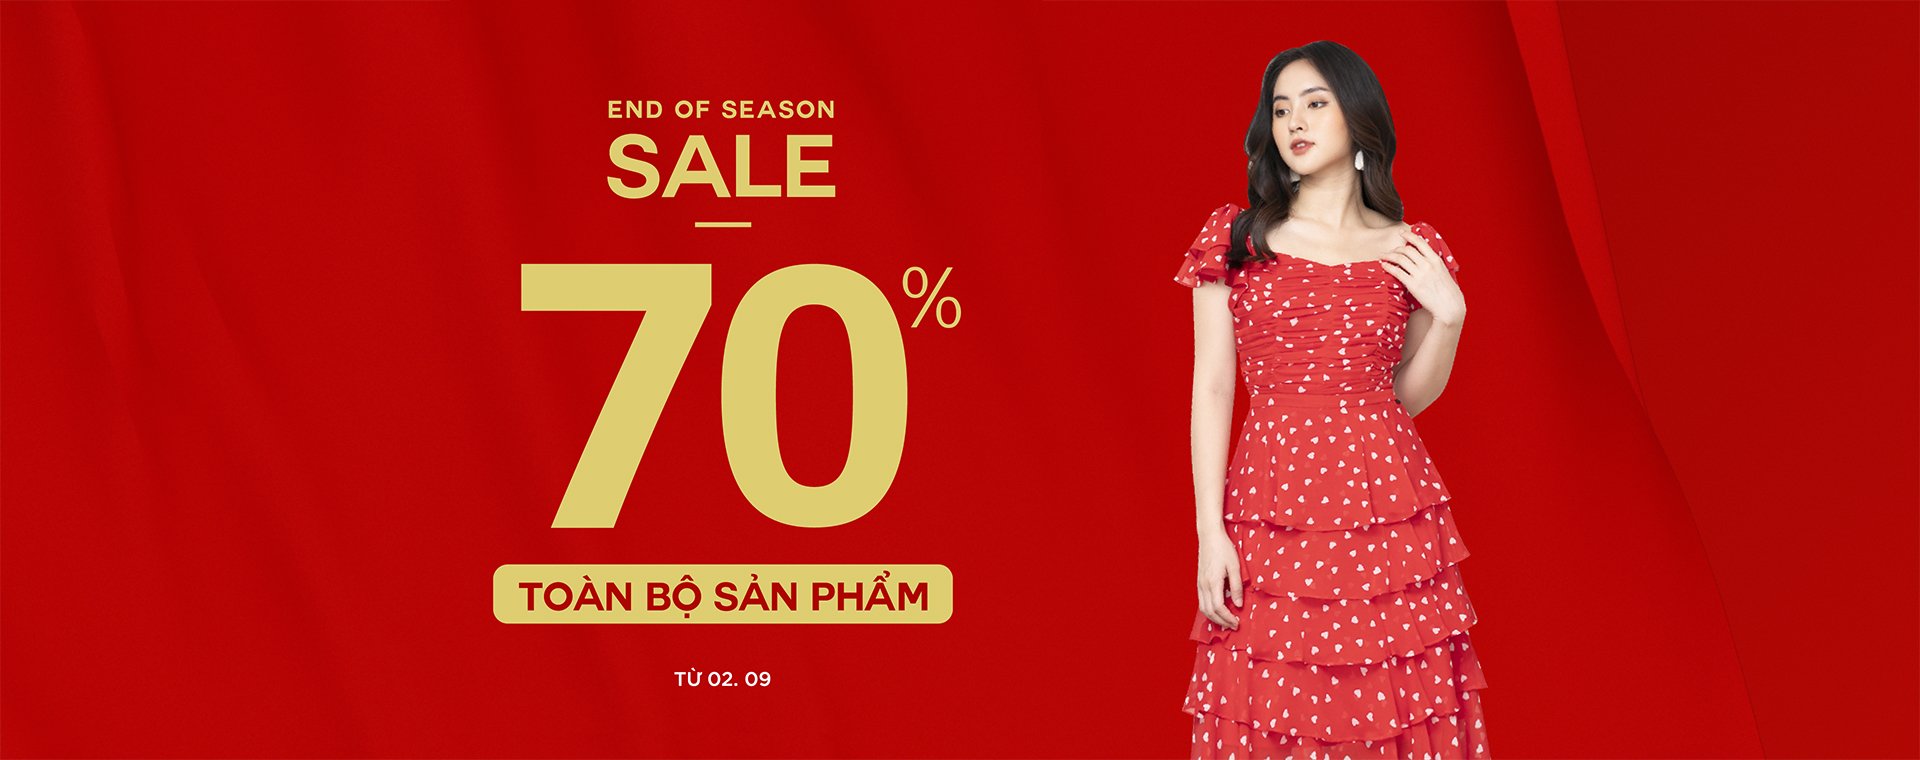 END OF SEASON
SALE
70%
TOÀN BỘ SẢN PHẨM
TỪ 02. 09